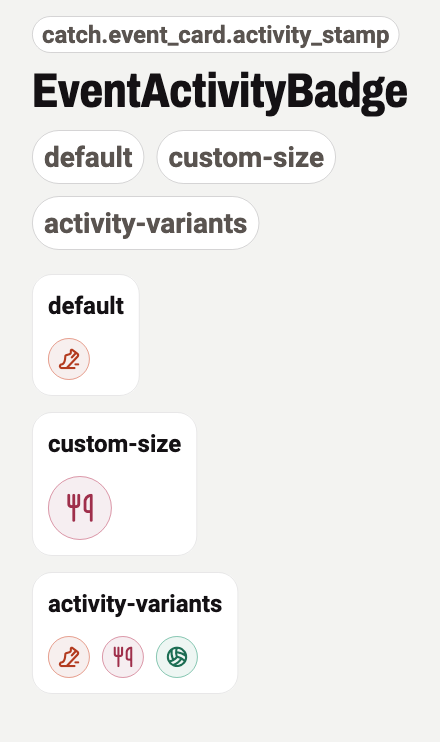 catch.event_card.activity_stamp
EventActivityBadge
default custom-size
activity-variants
default
custom-size
activity-variants